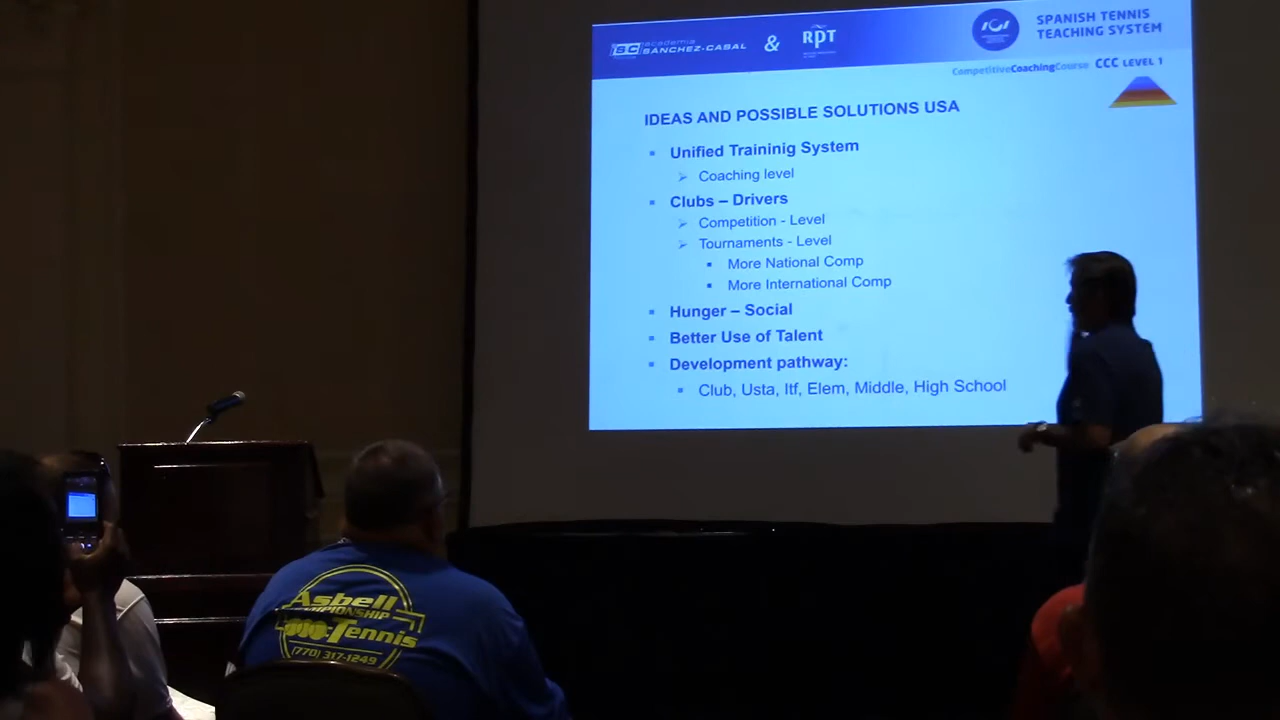 academia
SC SANCHEZ-CASAL & RPT
SPANISH TENNIS
TEACHING SYSTEM
CompetitiveCoachingCourse CCC LEVEL 1
IDEAS AND POSSIBLE SOLUTIONS USA
Unified Traininig System
Coaching level
Clubs – Drivers
Competition - Level
Tournaments - Level
More National Comp
More International Comp
Hunger – Social
Better Use of Talent
Development pathway:
Club, Usta, Itf, Elem, Middle, High School
Asbell
Tennis
(770) 317-1249